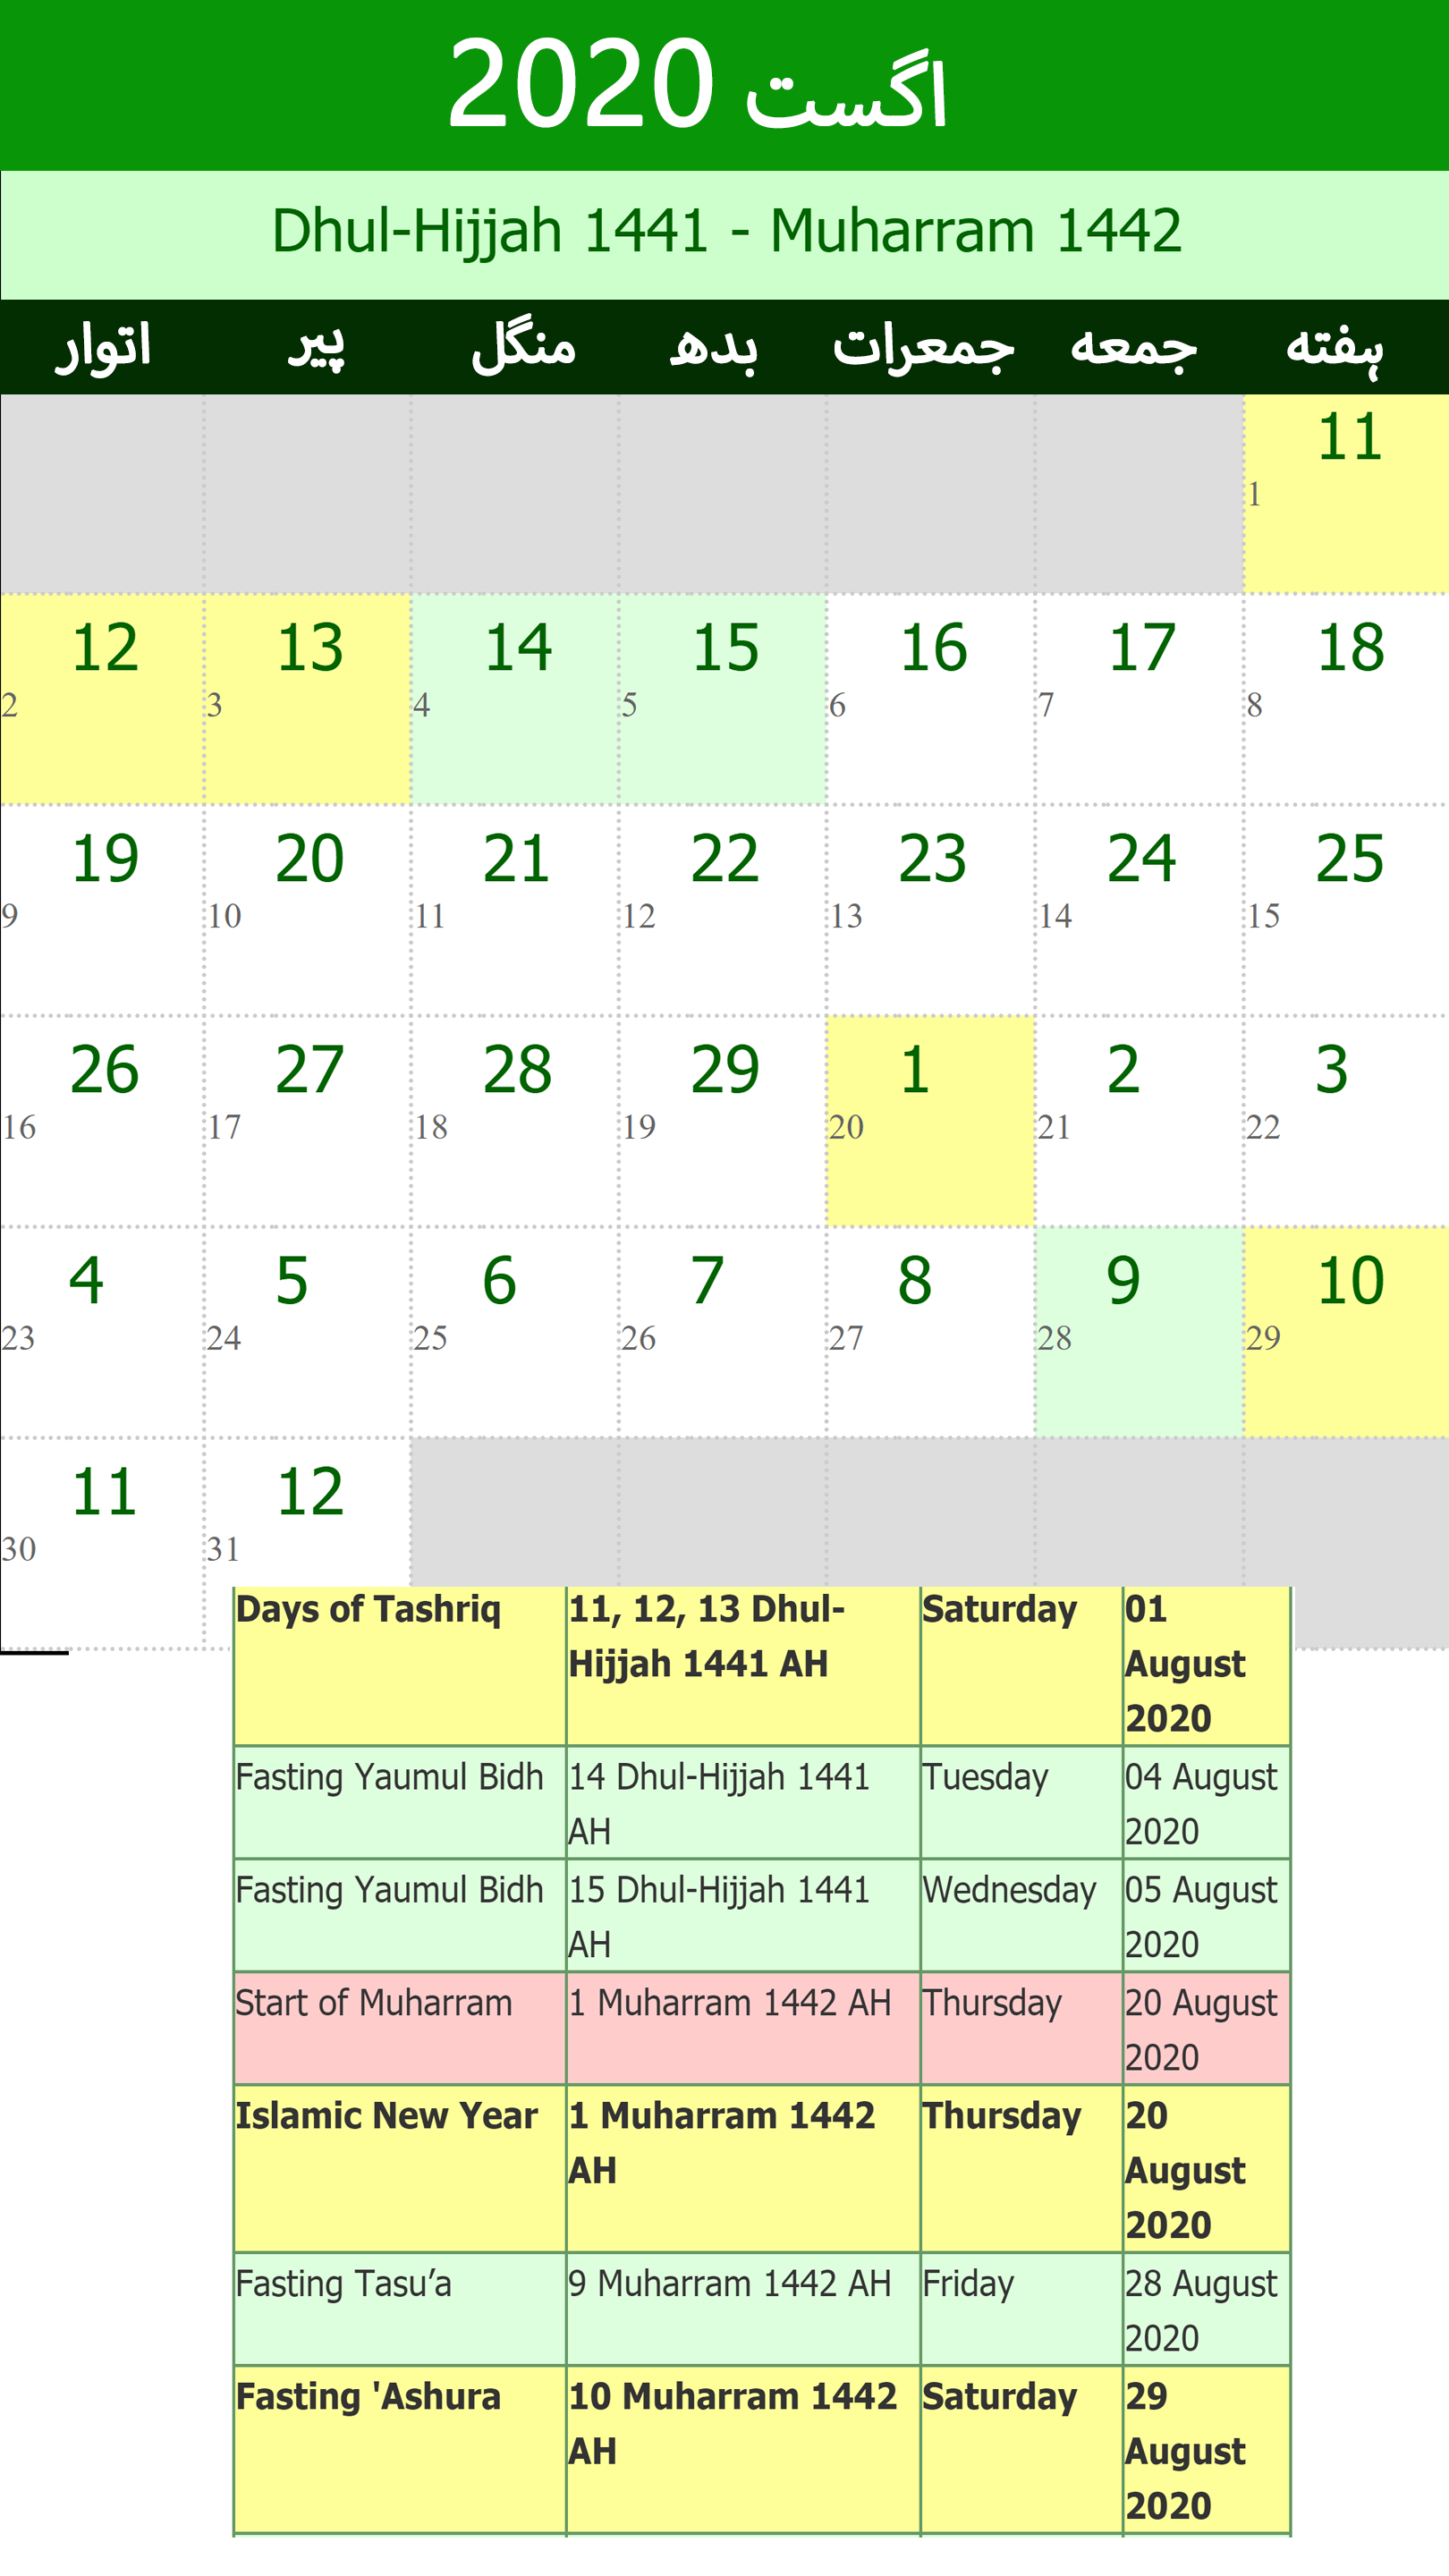 اگست 2020
Dhul-Hijjah 1441 - Muharram 1442
اتوار پیر منگل بدھ جمعرات جمعه ہفته
11
1
12 13 14 15 16 17 18
2 3 4 5 6 7 8
19 20 21 22 23 24 25
9 10 11 12 13 14 15
26 27 28 29 1 2 3
16 17 18 19 20 21 22
4 5 6 7 8 9 10
23 24 25 26 27 28 29
11 12
30 31
Days of Tashriq 11, 12, 13 Dhul- Saturday 01
Hijjah 1441 AH August
2020
Fasting Yaumul Bidh 14 Dhul-Hijjah 1441 Tuesday 04 August
AH 2020
Fasting Yaumul Bidh 15 Dhul-Hijjah 1441 Wednesday 05 August
AH 2020
Start of Muharram 1 Muharram 1442 AH Thursday 20 August
2020
Islamic New Year 1 Muharram 1442 Thursday 20
AH August
2020
Fasting Tasu’a 9 Muharram 1442 AH Friday 28 August
2020
Fasting 'Ashura 10 Muharram 1442 Saturday 29
AH August
2020